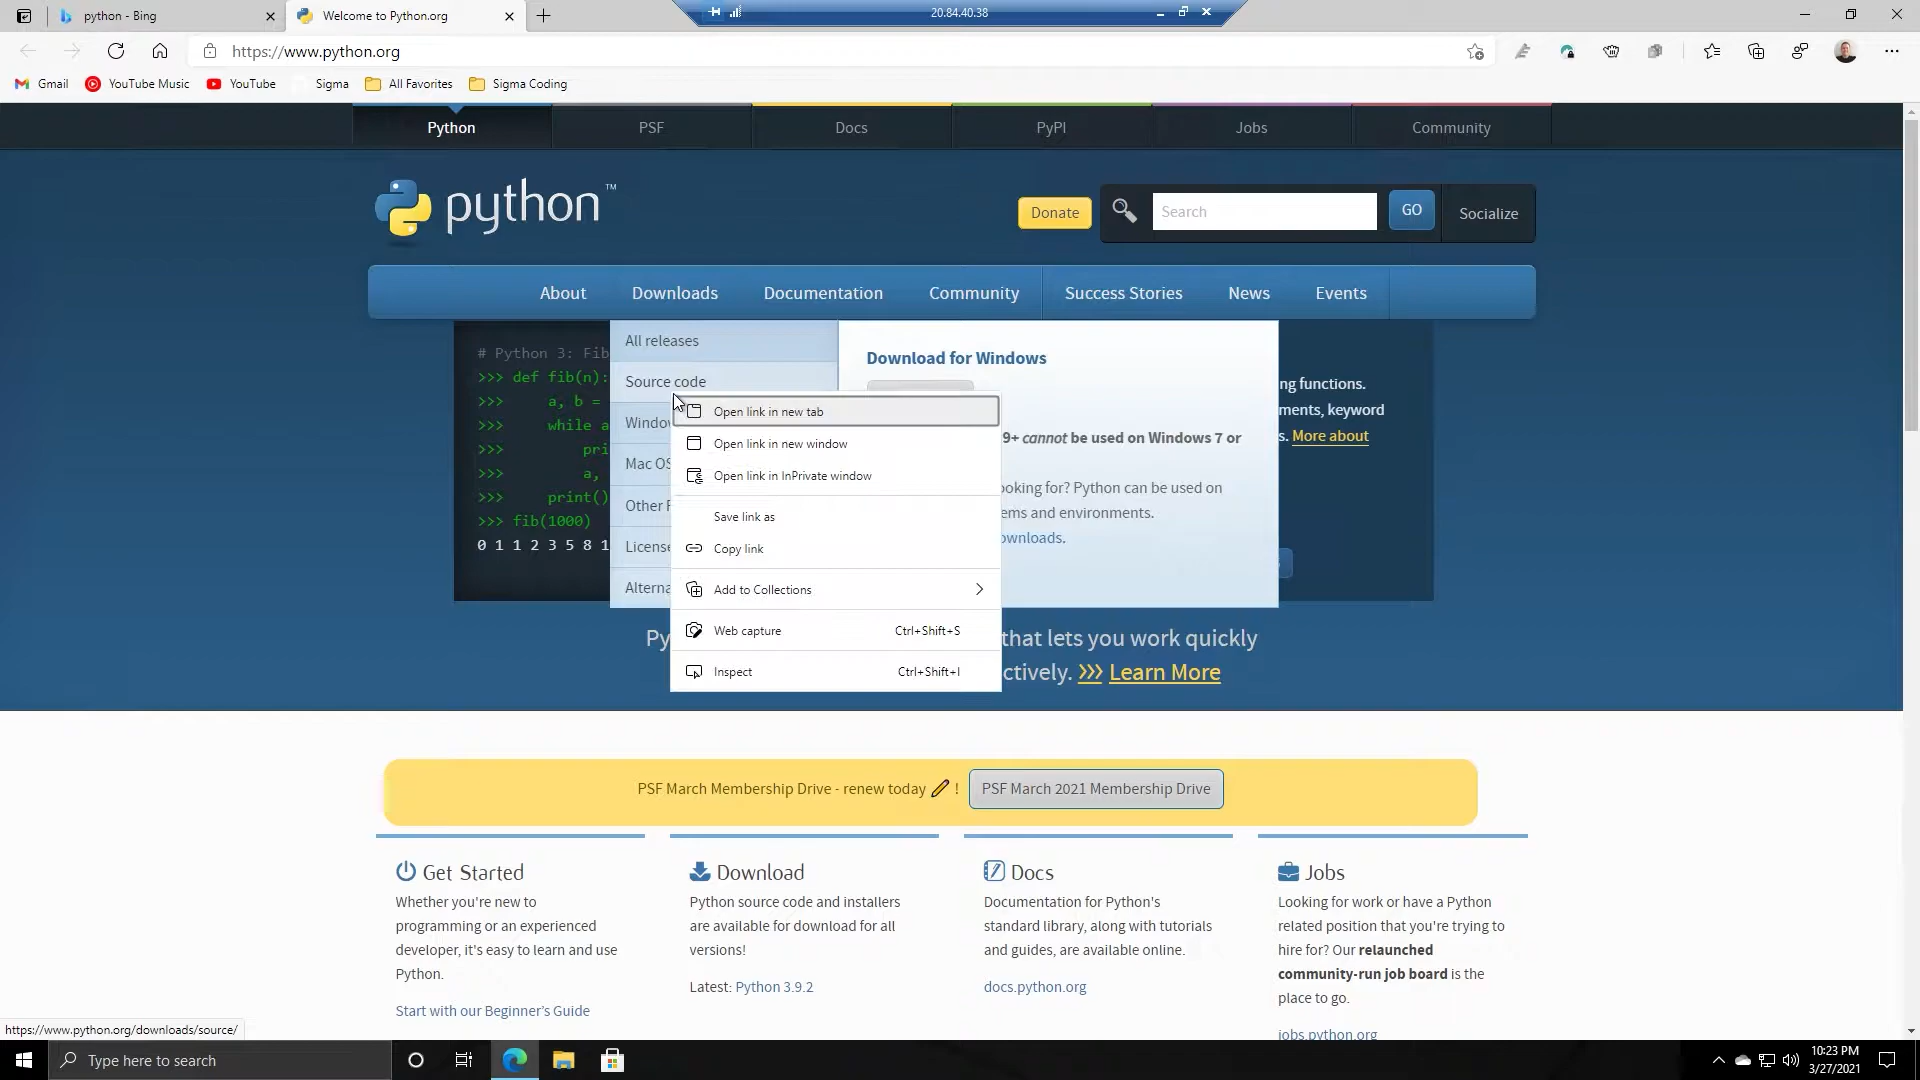 python - Bing
Welcome to Python.org
20.84.40.38
https://www.python.org
Gmail
YouTube Music
YouTube
Sigma
All Favorites
Sigma Coding
Python
PSF
Docs
PyPI
Jobs
Community
python™
Donate
Search
GO
Socialize
About
Downloads
Documentation
Community
Success Stories
News
Events
# Python 3: Fib
>>> def fib(n):
>>> a, b =
>>> while a
>>> pri
>>> a,
>>> print()
>>> fib(1000)
0 1 1 2 3 5 8 1
All releases
Source code
Window
Mac OS
Other P
License
Alterna
Download for Windows
9+ cannot be used on Windows 7 or
ooking for? Python can be used on
ems and environments.
ownloads.
ng functions.
ments, keyword
s. More about
Open link in new tab
Open link in new window
Open link in InPrivate window
Save link as
Copy link
Add to Collections
Web capture Ctrl+Shift+S
Inspect Ctrl+Shift+I
Py that lets you work quickly
ctively. >>> Learn More
PSF March Membership Drive - renew today !
PSF March 2021 Membership Drive
Get Started
Whether you're new to
programming or an experienced
developer, it's easy to learn and use
Python.
Start with our Beginner's Guide
Download
Python source code and installers
are available for download for all
versions!
Latest: Python 3.9.2
Docs
Documentation for Python's
standard library, along with tutorials
and guides, are available online.
docs.python.org
Jobs
Looking for work or have a Python
related position that you're trying to
hire for? Our relaunched
community-run job board is the
place to go.
jobs.python.org
https://www.python.org/downloads/source/
Type here to search
10:23 PM
3/27/2021